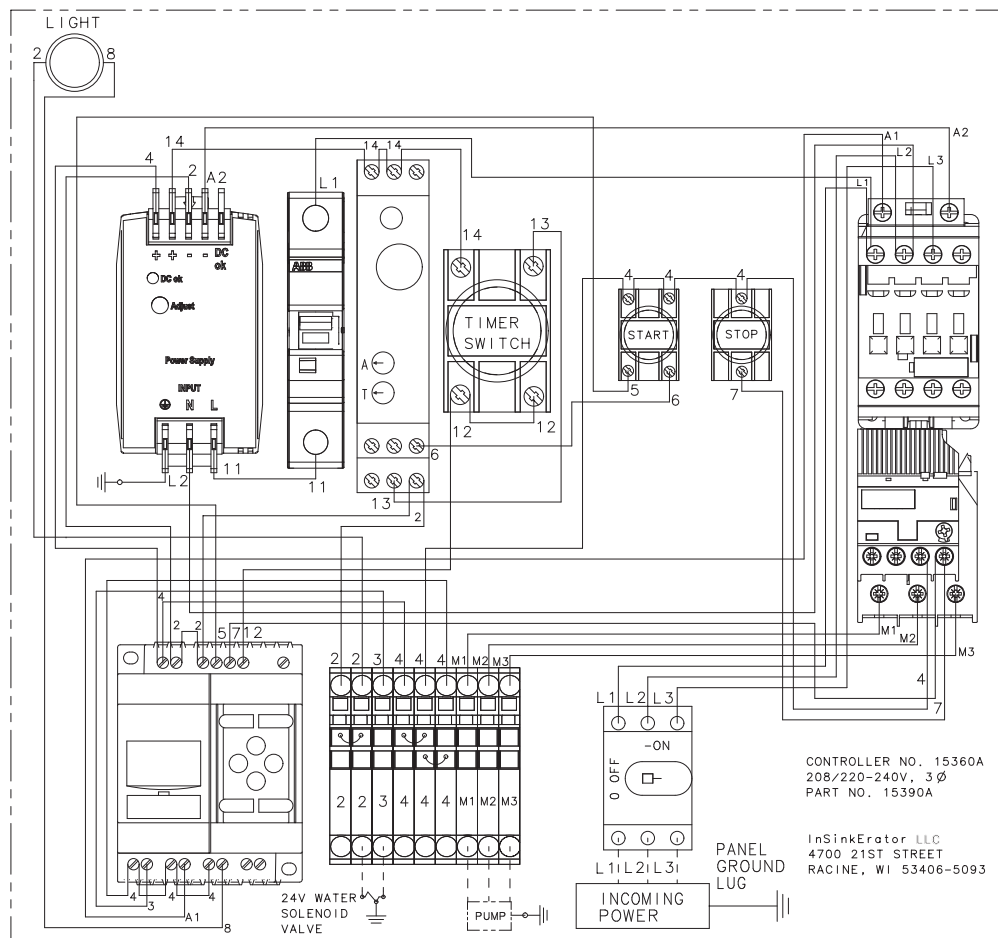 LIGHT
2 8
14 14 14
4 2 A2
L1
A1 A2
L2 L3
L1
14 13
+ + - - DC
ok
DC ok
Adjust
ABB
4 4 4
TIMER
SWITCH
START STOP
Power Supply
A
T
INPUT
N L
12 12
5 6 7
6
L2 11 11
13
2
4
2 2 5 7 12
M1
M2
M3
4
7
2 2 3 4 4 4 M1 M2 M3
L1 L2 L3
-ON
O OFF
CONTROLLER NO. 15360A
208/220-240V, 3Ø
PART NO. 15390A
2 2 3 4 4 4 M1 M2 M3
InSinkErator LLC
4700 21ST STREET
RACINE, WI 53406-5093
L1 L2 L3
PANEL
GROUND
LUG
4 4 4
3
A1
8
24V WATER
SOLENOID
VALVE
PUMP
INCOMING
POWER